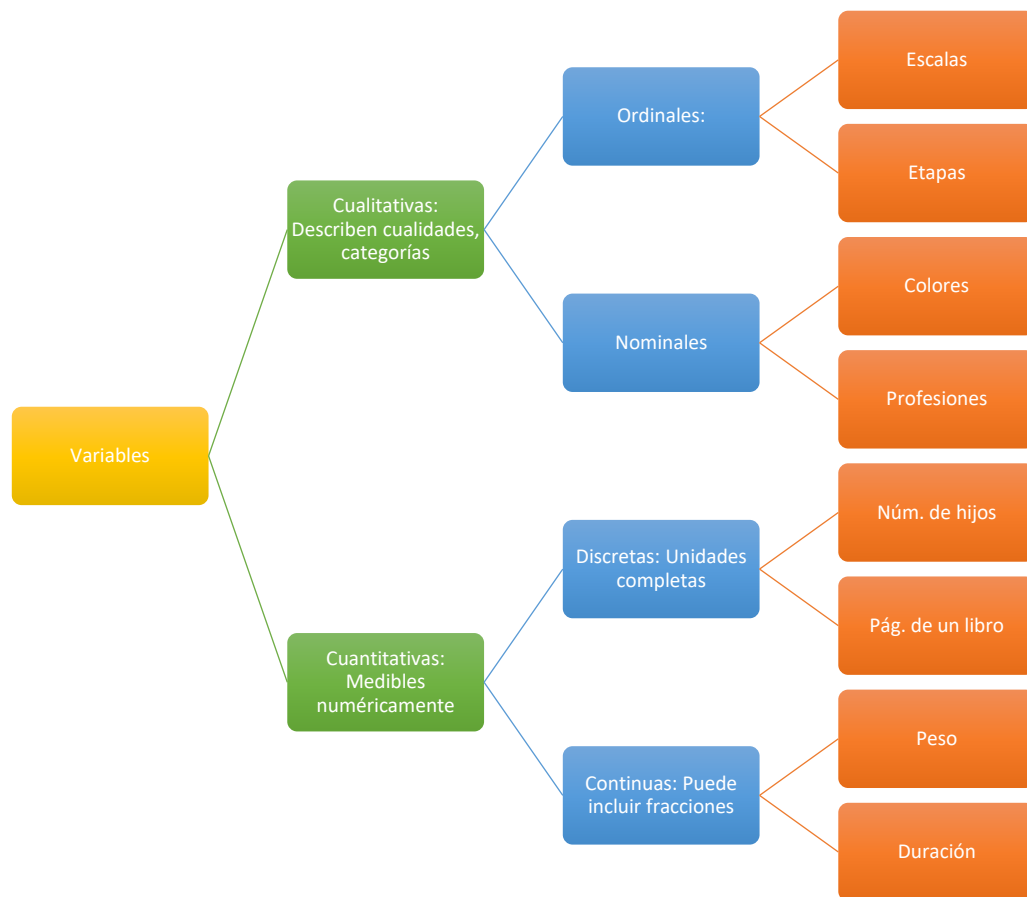 Variables
Cualitativas:
Describen cualidades,
categorías
Ordinales:
Escalas
Etapas
Nominales
Colores
Profesiones
Cuantitativas:
Medibles
numéricamente
Discretas: Unidades
completas
Núm. de hijos
Pág. de un libro
Continuas: Puede
incluir fracciones
Peso
Duración